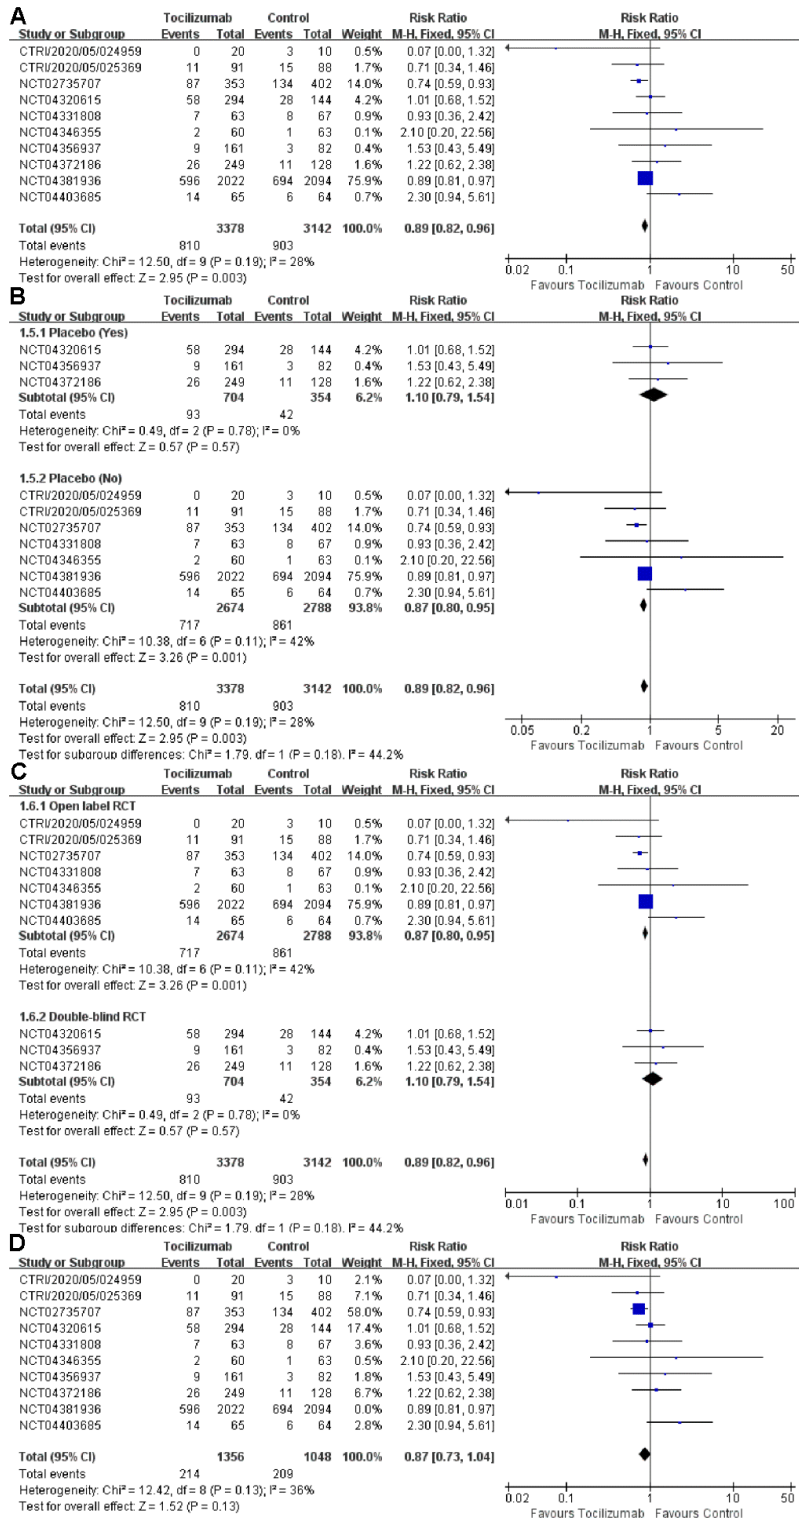 A
Tocilizumab Control Risk Ratio Risk Ratio
Study or Subgroup Events Total Events Total Weight M-H, Fixed, 95% CI M-H, Fixed, 95% CI
CTRI/2020/05/024959 0 20 3 10 0.5% 0.07 [0.00, 1.32]
CTRI/2020/05/025369 11 91 15 88 1.7% 0.71 [0.34, 1.46]
NCT02735707 87 353 134 402 14.0% 0.74 [0.59, 0.93]
NCT04320615 58 294 28 144 4.2% 1.01 [0.68, 1.52]
NCT04331808 7 63 8 67 0.9% 0.93 [0.36, 2.42]
NCT04346355 2 60 1 63 0.1% 2.10 [0.20, 22.56]
NCT04356937 9 161 3 82 0.4% 1.53 [0.43, 5.49]
NCT04372186 26 249 11 128 1.6% 1.22 [0.62, 2.38]
NCT04381936 596 2022 694 2094 75.9% 0.89 [0.81, 0.97]
NCT04403685 14 65 6 64 0.7% 2.30 [0.94, 5.61]
Total (95% CI) 3378 3142 100.0% 0.89 [0.82, 0.96]
Total events 810 903
Heterogeneity: Chi² = 12.50, df = 9 (P = 0.19); I² = 28%
Test for overall effect: Z = 2.95 (P = 0.003)
0.02 0.1 1 10 50
Favours Tocilizumab Favours Control
B
Tocilizumab Control Risk Ratio Risk Ratio
Study or Subgroup Events Total Events Total Weight M-H, Fixed, 95% CI M-H, Fixed, 95% CI
1.5.1 Placebo (Yes)
NCT04320615 58 294 28 144 4.2% 1.01 [0.68, 1.52]
NCT04356937 9 161 3 82 0.4% 1.53 [0.43, 5.49]
NCT04372186 26 249 11 128 1.6% 1.22 [0.62, 2.38]
Subtotal (95% CI) 704 354 6.2% 1.10 [0.79, 1.54]
Total events 93 42
Heterogeneity: Chi² = 0.49, df = 2 (P = 0.78); I² = 0%
Test for overall effect: Z = 0.57 (P = 0.57)
1.5.2 Placebo (No)
CTRI/2020/05/024959 0 20 3 10 0.5% 0.07 [0.00, 1.32]
CTRI/2020/05/025369 11 91 15 88 1.7% 0.71 [0.34, 1.46]
NCT02735707 87 353 134 402 14.0% 0.74 [0.59, 0.93]
NCT04331808 7 63 8 67 0.9% 0.93 [0.36, 2.42]
NCT04346355 2 60 1 63 0.1% 2.10 [0.20, 22.56]
NCT04381936 596 2022 694 2094 75.9% 0.89 [0.81, 0.97]
NCT04403685 14 65 6 64 0.7% 2.30 [0.94, 5.61]
Subtotal (95% CI) 2674 2788 93.8% 0.87 [0.80, 0.95]
Total events 717 861
Heterogeneity: Chi² = 10.38, df = 6 (P = 0.11); I² = 42%
Test for overall effect: Z = 3.26 (P = 0.001)
Total (95% CI) 3378 3142 100.0% 0.89 [0.82, 0.96]
Total events 810 903
Heterogeneity: Chi² = 12.50, df = 9 (P = 0.19); I² = 28%
Test for overall effect: Z = 2.95 (P = 0.003)
Test for subgroup differences: Chi² = 1.79, df = 1 (P = 0.18), I² = 44.2%
0.05 0.2 1 5 20
Favours Tocilizumab Favours Control
C
Tocilizumab Control Risk Ratio Risk Ratio
Study or Subgroup Events Total Events Total Weight M-H, Fixed, 95% CI M-H, Fixed, 95% CI
1.6.1 Open label RCT
CTRI/2020/05/024959 0 20 3 10 0.5% 0.07 [0.00, 1.32]
CTRI/2020/05/025369 11 91 15 88 1.7% 0.71 [0.34, 1.46]
NCT02735707 87 353 134 402 14.0% 0.74 [0.59, 0.93]
NCT04331808 7 63 8 67 0.9% 0.93 [0.36, 2.42]
NCT04346355 2 60 1 63 0.1% 2.10 [0.20, 22.56]
NCT04381936 596 2022 694 2094 75.9% 0.89 [0.81, 0.97]
NCT04403685 14 65 6 64 0.7% 2.30 [0.94, 5.61]
Subtotal (95% CI) 2674 2788 93.8% 0.87 [0.80, 0.95]
Total events 717 861
Heterogeneity: Chi² = 10.38, df = 6 (P = 0.11); I² = 42%
Test for overall effect: Z = 3.26 (P = 0.001)
1.6.2 Double-blind RCT
NCT04320615 58 294 28 144 4.2% 1.01 [0.68, 1.52]
NCT04356937 9 161 3 82 0.4% 1.53 [0.43, 5.49]
NCT04372186 26 249 11 128 1.6% 1.22 [0.62, 2.38]
Subtotal (95% CI) 704 354 6.2% 1.10 [0.79, 1.54]
Total events 93 42
Heterogeneity: Chi² = 0.49, df = 2 (P = 0.78); I² = 0%
Test for overall effect: Z = 0.57 (P = 0.57)
Total (95% CI) 3378 3142 100.0% 0.89 [0.82, 0.96]
Total events 810 903
Heterogeneity: Chi² = 12.50, df = 9 (P = 0.19); I² = 28%
Test for overall effect: Z = 2.95 (P = 0.003)
Test for subgroup differences: Chi² = 1.79, df = 1 (P = 0.18), I² = 44.2%
0.01 0.1 1 10 100
Favours Tocilizumab Favours Control
D
Tocilizumab Control Risk Ratio Risk Ratio
Study or Subgroup Events Total Events Total Weight M-H, Fixed, 95% CI M-H, Fixed, 95% CI
CTRI/2020/05/024959 0 20 3 10 2.1% 0.07 [0.00, 1.32]
CTRI/2020/05/025369 11 91 15 88 7.1% 0.71 [0.34, 1.46]
NCT02735707 87 353 134 402 58.0% 0.74 [0.59, 0.93]
NCT04320615 58 294 28 144 17.4% 1.01 [0.68, 1.52]
NCT04331808 7 63 8 67 3.6% 0.93 [0.36, 2.42]
NCT04346355 2 60 1 63 0.5% 2.10 [0.20, 22.56]
NCT04356937 9 161 3 82 1.8% 1.53 [0.43, 5.49]
NCT04372186 26 249 11 128 6.7% 1.22 [0.62, 2.38]
NCT04381936 596 2022 694 2094 0.0% 0.89 [0.81, 0.97]
NCT04403685 14 65 6 64 2.8% 2.30 [0.94, 5.61]
Total (95% CI) 1356 1048 100.0% 0.87 [0.73, 1.04]
Total events 214 209
Heterogeneity: Chi² = 12.42, df = 8 (P = 0.13); I² = 36%
Test for overall effect: Z = 1.52 (P = 0.13)
0.02 0.1 1 10 50
Favours Tocilizumab Favours Control